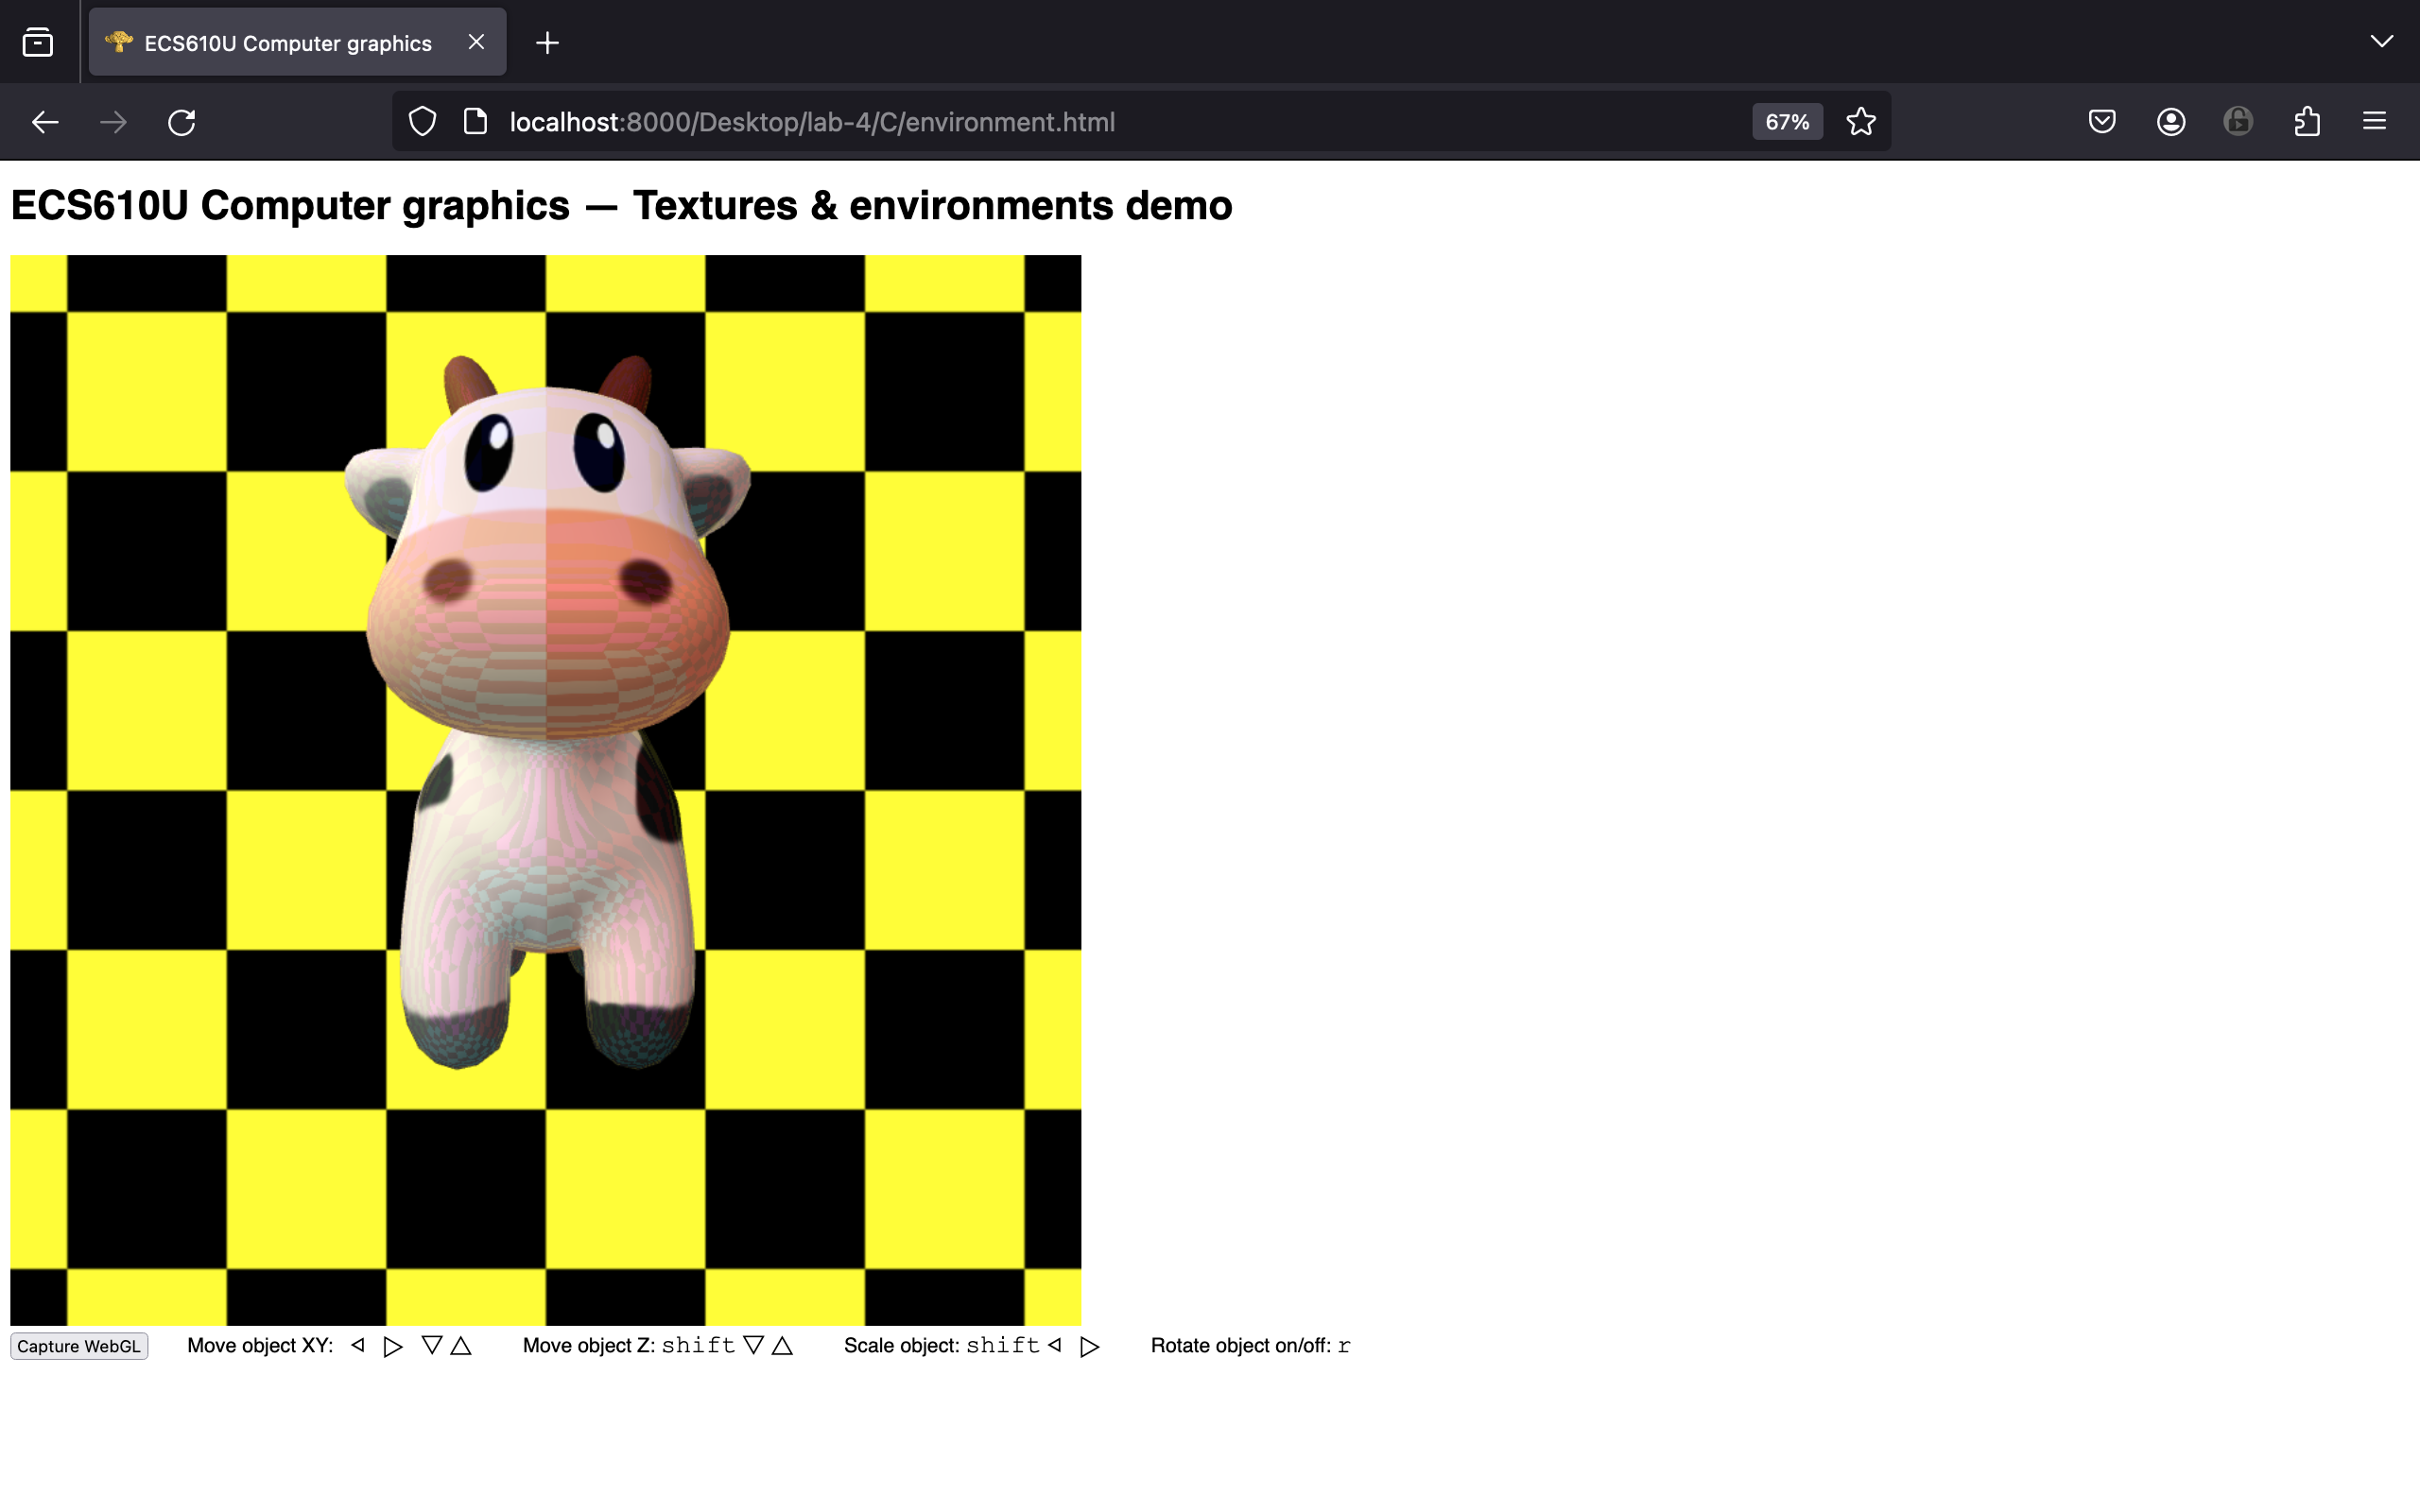 ECS610U Computer graphics
localhost:8000/Desktop/lab-4/C/environment.html
67%
ECS610U Computer graphics — Textures & environments demo
Capture WebGL Move object XY: ◁ ▷ ▽ △ Move object Z: shift ▽ △ Scale object: shift ◁ ▷ Rotate object on/off: r